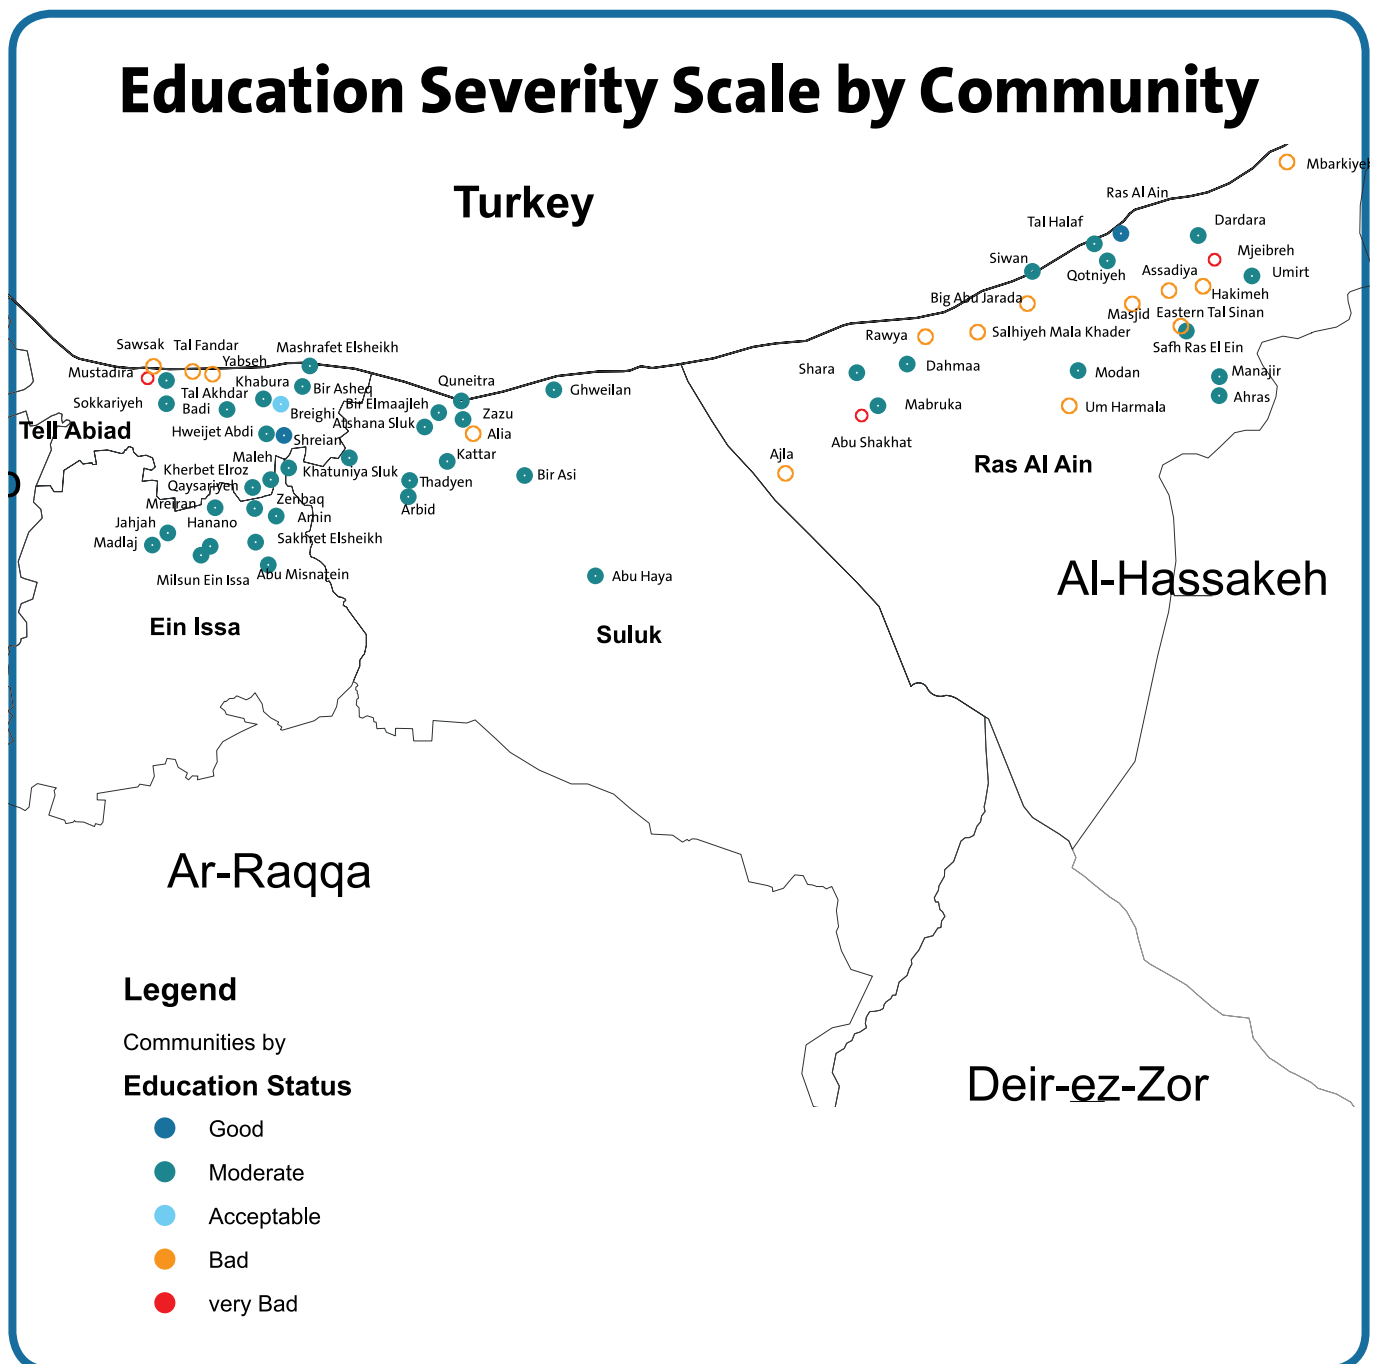 Education Severity Scale by Community
Turkey
Mbarkiyeh
Ras Al Ain
Tal Halaf
Dardara
Siwan
Mjeibreh
Qotniyeh
Assadiya
Umirt
Hakimeh
Big Abu Jarada
Masjid
Eastern Tal Sinan
Rawya
Salhiyeh Mala Khader
Safh Ras El Ein
Sawsak
Tal Fandar
Mashrafet Elsheikh
Yabseh
Mustadira
Khabura
Bir Asheq
Quneitra
Ghweilan
Shara
Dahmaa
Modan
Manajir
Tal Akhdar
Sokkariyeh
Badi
Breighi
Bir Elmaajleh
Zazu
Atshana Sluk
Mabruka
Um Harmala
Ahras
Tell Abiad
Hweijet Abdi
Shreian
Alia
Abu Shakhat
Maleh
Kattar
Ajla
Ras Al Ain
Kherbet Elroz
Khatuniya Sluk
Bir Asi
Qaysariyeh
Thadyen
Mreiran
Zenbaq
Arbid
Jahjah
Hanano
Amin
Madlaj
Sakhret Elsheikh
Milsun Ein Issa
Abu Misnatein
Abu Haya
Al-Hassakeh
Ein Issa
Suluk
Ar-Raqqa
Deir-ez-Zor
Legend
Communities by
Education Status
Good
Moderate
Acceptable
Bad
very Bad